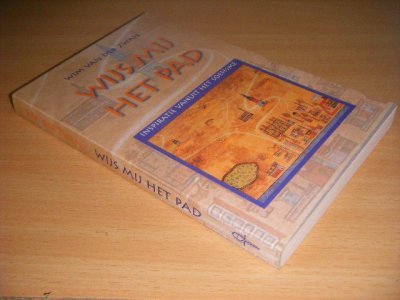 WIM VAN DER ZWAN
WIJS MIJ
HET PAD
INSPIRATIE VANUIT HET SOEFISME
WIJS MIJ HET PAD